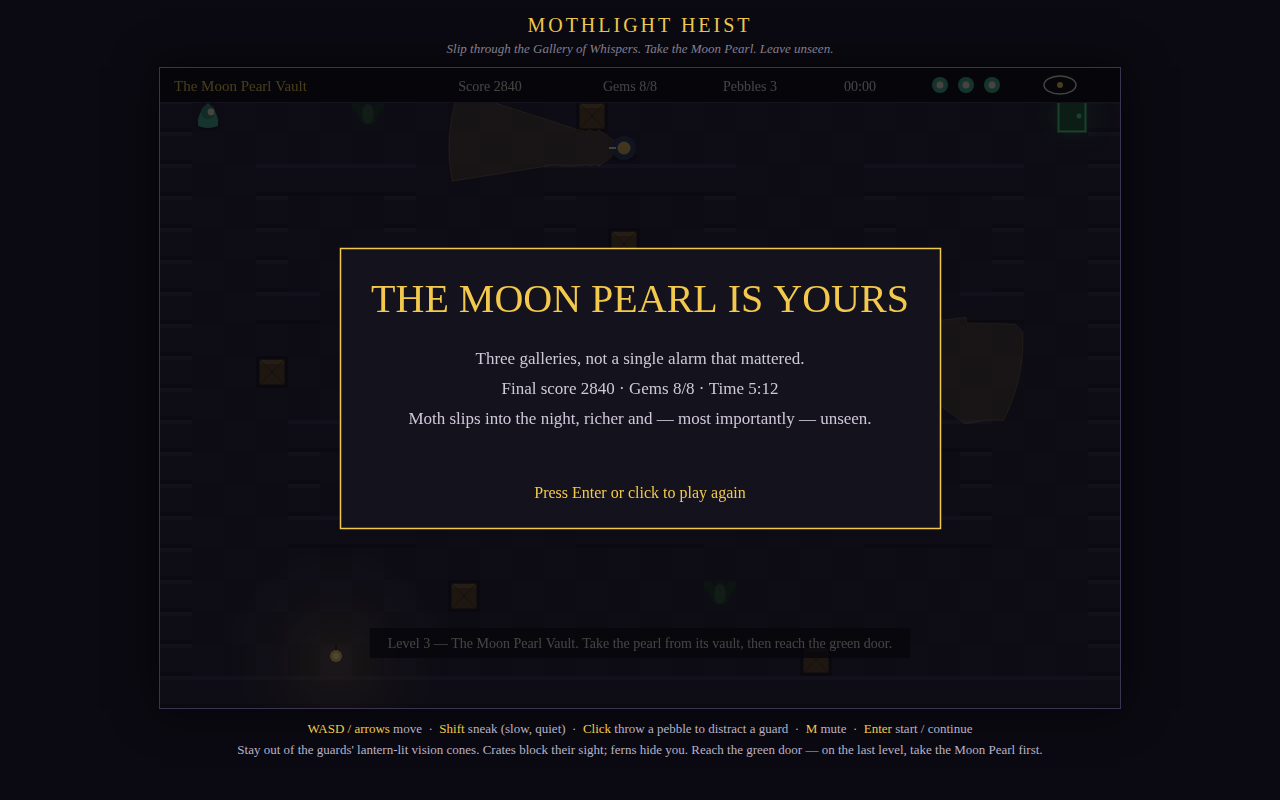 MOTHLIGHT HEIST
Slip through the Gallery of Whispers. Take the Moon Pearl. Leave unseen.
The Moon Pearl Vault Score 2840 Gems 8/8 Pebbles 3 00:00
THE MOON PEARL IS YOURS
Three galleries, not a single alarm that mattered.
Final score 2840 · Gems 8/8 · Time 5:12
Moth slips into the night, richer and — most importantly — unseen.
Press Enter or click to play again
Level 3 — The Moon Pearl Vault. Take the pearl from its vault, then reach the green door.
WASD / arrows move · Shift sneak (slow, quiet) · Click throw a pebble to distract a guard · M mute · Enter start / continue
Stay out of the guards' lantern-lit vision cones. Crates block their sight; ferns hide you. Reach the green door — on the last level, take the Moon Pearl first.